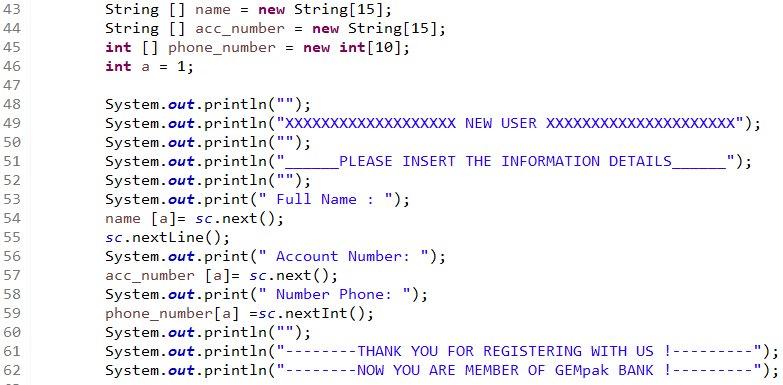 43 String [] name = new String[15];
44 String [] acc_number = new String[15];
45 int [] phone_number = new int[10];
46 int a = 1;
47
48 System.out.println("");
49 System.out.println("XXXXXXXXXXXXXXXXXXX NEW USER XXXXXXXXXXXXXXXXXXXXX");
50 System.out.println("");
51 System.out.println("______PLEASE INSERT THE INFORMATION DETAILS______");
52 System.out.println("");
53 System.out.print(" Full Name : ");
54 name [a]= sc.next();
55 sc.nextLine();
56 System.out.print(" Account Number: ");
57 acc_number [a]= sc.next();
58 System.out.print(" Number Phone: ");
59 phone_number[a] =sc.nextInt();
60 System.out.println("");
61 System.out.println("--------THANK YOU FOR REGISTERING WITH US !---------");
62 System.out.println("--------NOW YOU ARE MEMBER OF GEMpak BANK !---------");